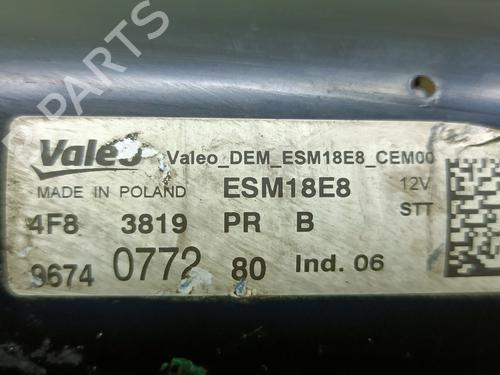 Valeo Valeo_DEM_ESM18E8_CEM00
MADE IN POLAND ESM18E8 12V
STT
4F8 3819 PR B
9674 0772 80 Ind. 06
B-PARTS